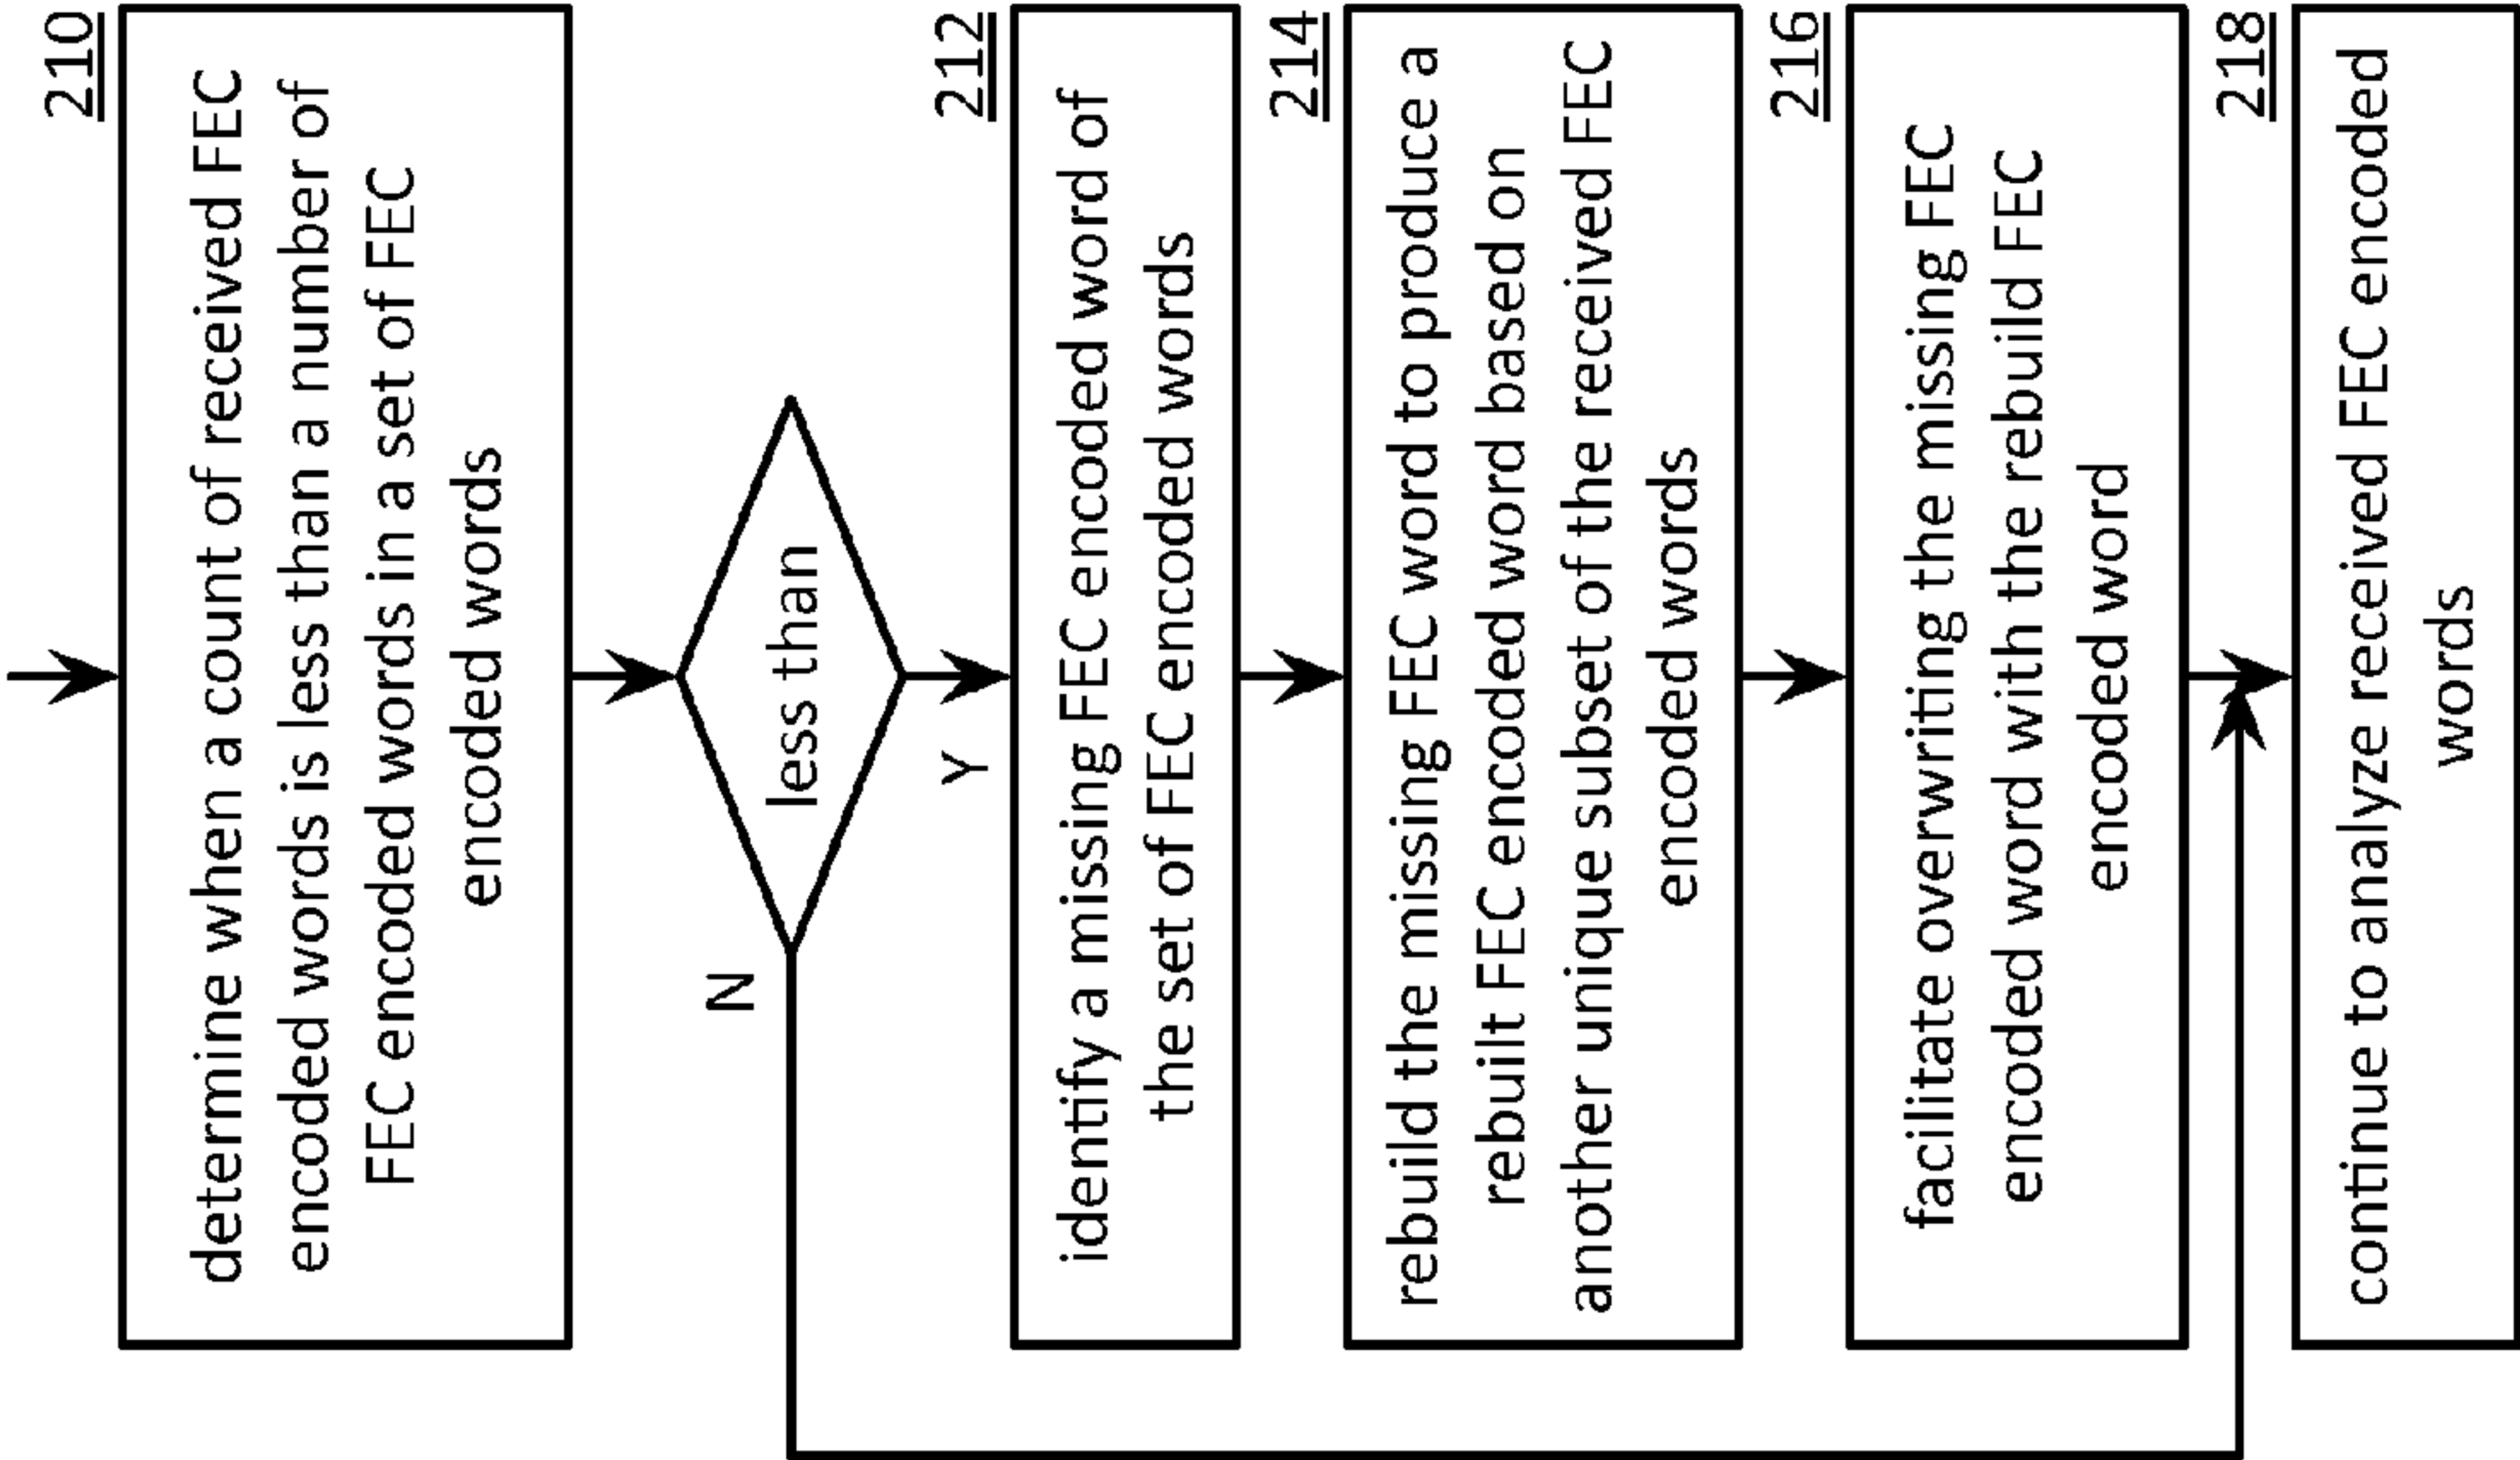 210
determine when a count of received FEC
encoded words is less than a number of
FEC encoded words in a set of FEC
encoded words
less than
N
Y
212
identify a missing FEC encoded word of
the set of FEC encoded words
214
rebuild the missing FEC word to produce a
rebuilt FEC encoded word based on
another unique subset of the received FEC
encoded words
216
facilitate overwriting the missing FEC
encoded word with the rebuild FEC
encoded word
218
continue to analyze received FEC encoded
words